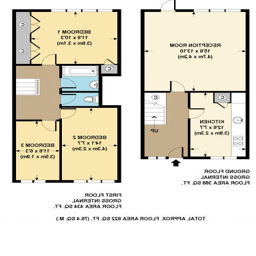 BEDROOM 1
11'9 x 10'2
(3.6m x 3.1m)
RECEPTION ROOM
15'6 x 13'10
(4.7m x 4.2m)
KITCHEN
12'6 x 7'7
(3.8m x 2.3m)
UP
BEDROOM 2
14'1 x 7'7
(4.3m x 2.3m)
BEDROOM 3
11'6 x 6'3
(3.5m x 1.9m)
GROUND FLOOR
GROSS INTERNAL
FLOOR AREA 388 SQ. FT.
FIRST FLOOR
GROSS INTERNAL
FLOOR AREA 434 SQ. FT.
TOTAL APPROX. FLOOR AREA 822 SQ. FT. (76.4 SQ. M.)